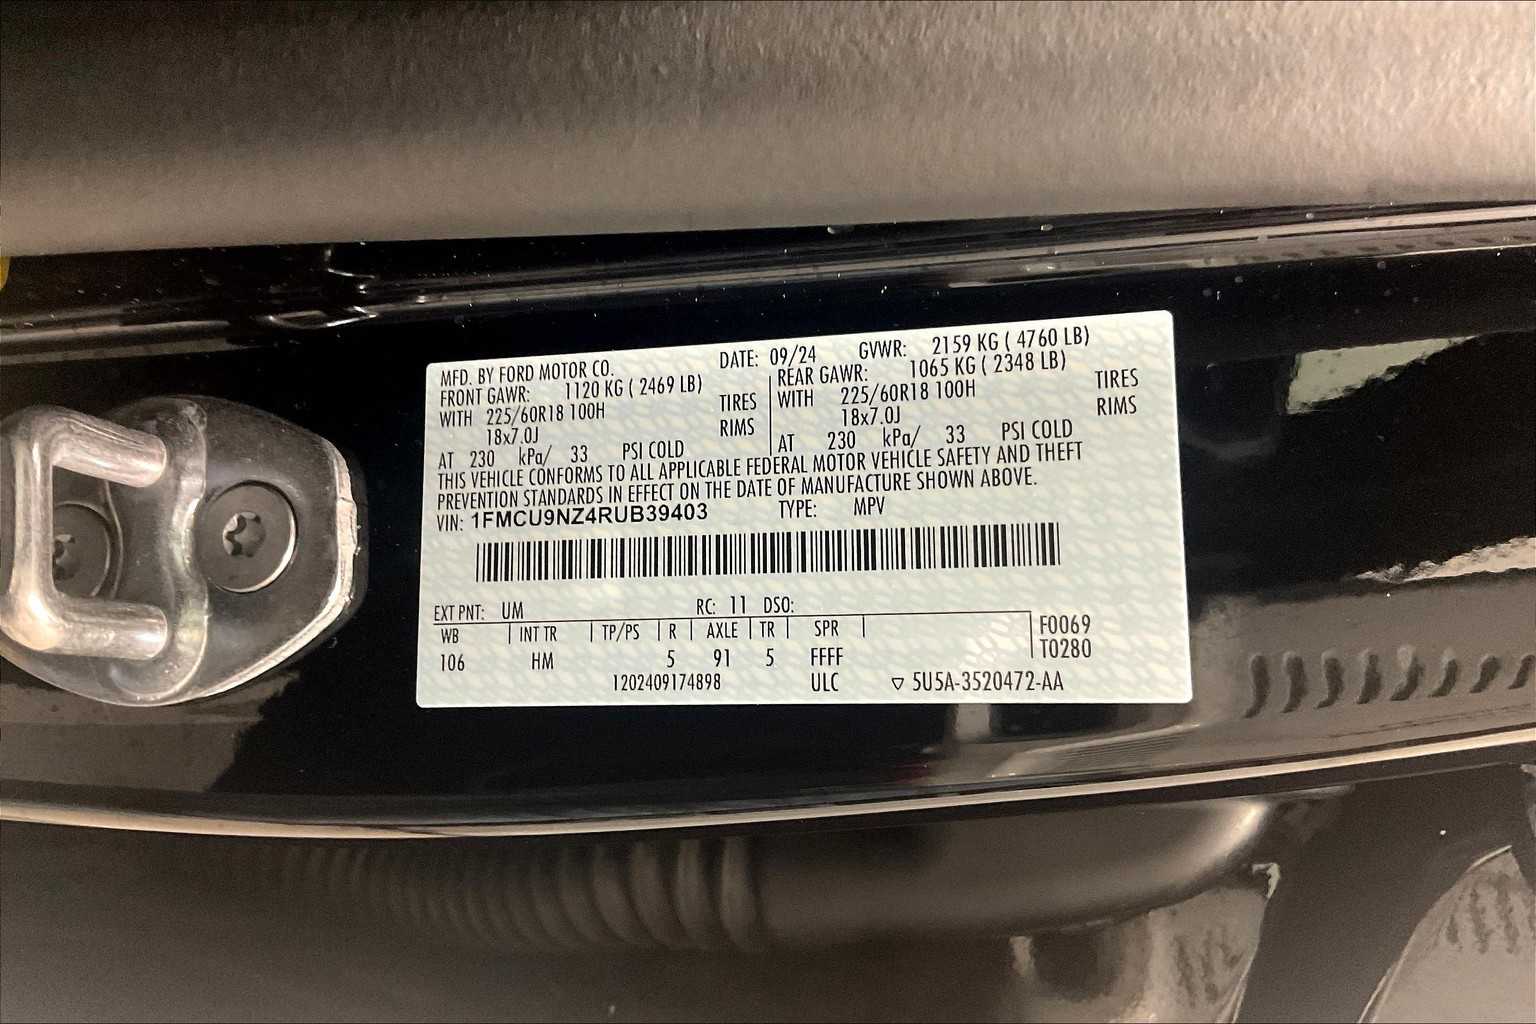 MFD. BY FORD MOTOR CO. DATE: 09/24 GVWR: 2159 KG ( 4760 LB)
FRONT GAWR: 1120 KG ( 2469 LB) REAR GAWR: 1065 KG ( 2348 LB)
WITH 225/60R18 100H TIRES WITH 225/60R18 100H TIRES
18x7.0J RIMS 18x7.0J RIMS
AT 230 kPa/ 33 PSI COLD AT 230 kPa/ 33 PSI COLD
THIS VEHICLE CONFORMS TO ALL APPLICABLE FEDERAL MOTOR VEHICLE SAFETY AND THEFT
PREVENTION STANDARDS IN EFFECT ON THE DATE OF MANUFACTURE SHOWN ABOVE.
VIN: 1FMCU9NZ4RUB39403 TYPE: MPV
EXT PNT: UM RC: 11 DSO:
WB | INT TR | TP/PS | R | AXLE | TR | SPR | F0069
106 HM 5 91 5 FFFF T0280
1202409174898 ULC ▽ 5U5A-3520472-AA